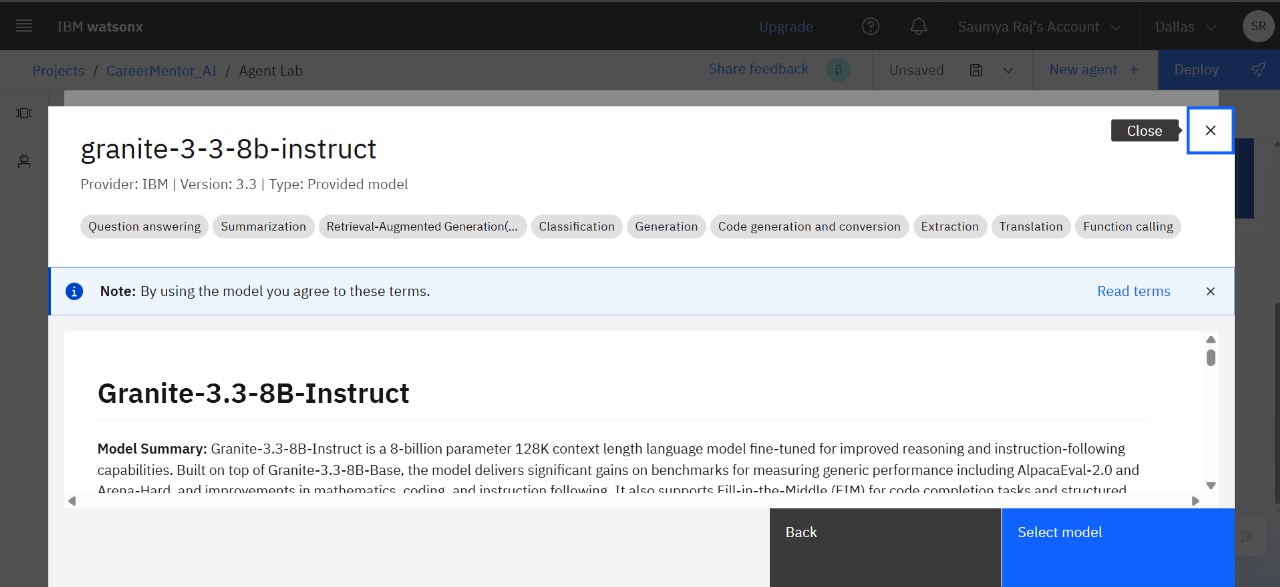 IBM watsonx
Upgrade
Saumya Raj's Account
Dallas
SR
Projects / CareerMentor_AI / Agent Lab
Share feedback
β
Unsaved
New agent +
Deploy
Close
granite-3-3-8b-instruct
Provider: IBM | Version: 3.3 | Type: Provided model
Question answering
Summarization
Retrieval-Augmented Generation(...
Classification
Generation
Code generation and conversion
Extraction
Translation
Function calling
Note: By using the model you agree to these terms.
Read terms
Granite-3.3-8B-Instruct
Model Summary: Granite-3.3-8B-Instruct is a 8-billion parameter 128K context length language model fine-tuned for improved reasoning and instruction-following
capabilities. Built on top of Granite-3.3-8B-Base, the model delivers significant gains on benchmarks for measuring generic performance including AlpacaEval-2.0 and
Arena-Hard, and improvements in mathematics, coding, and instruction following. It also supports Fill-in-the-Middle (FIM) for code completion tasks and structured
Back
Select model